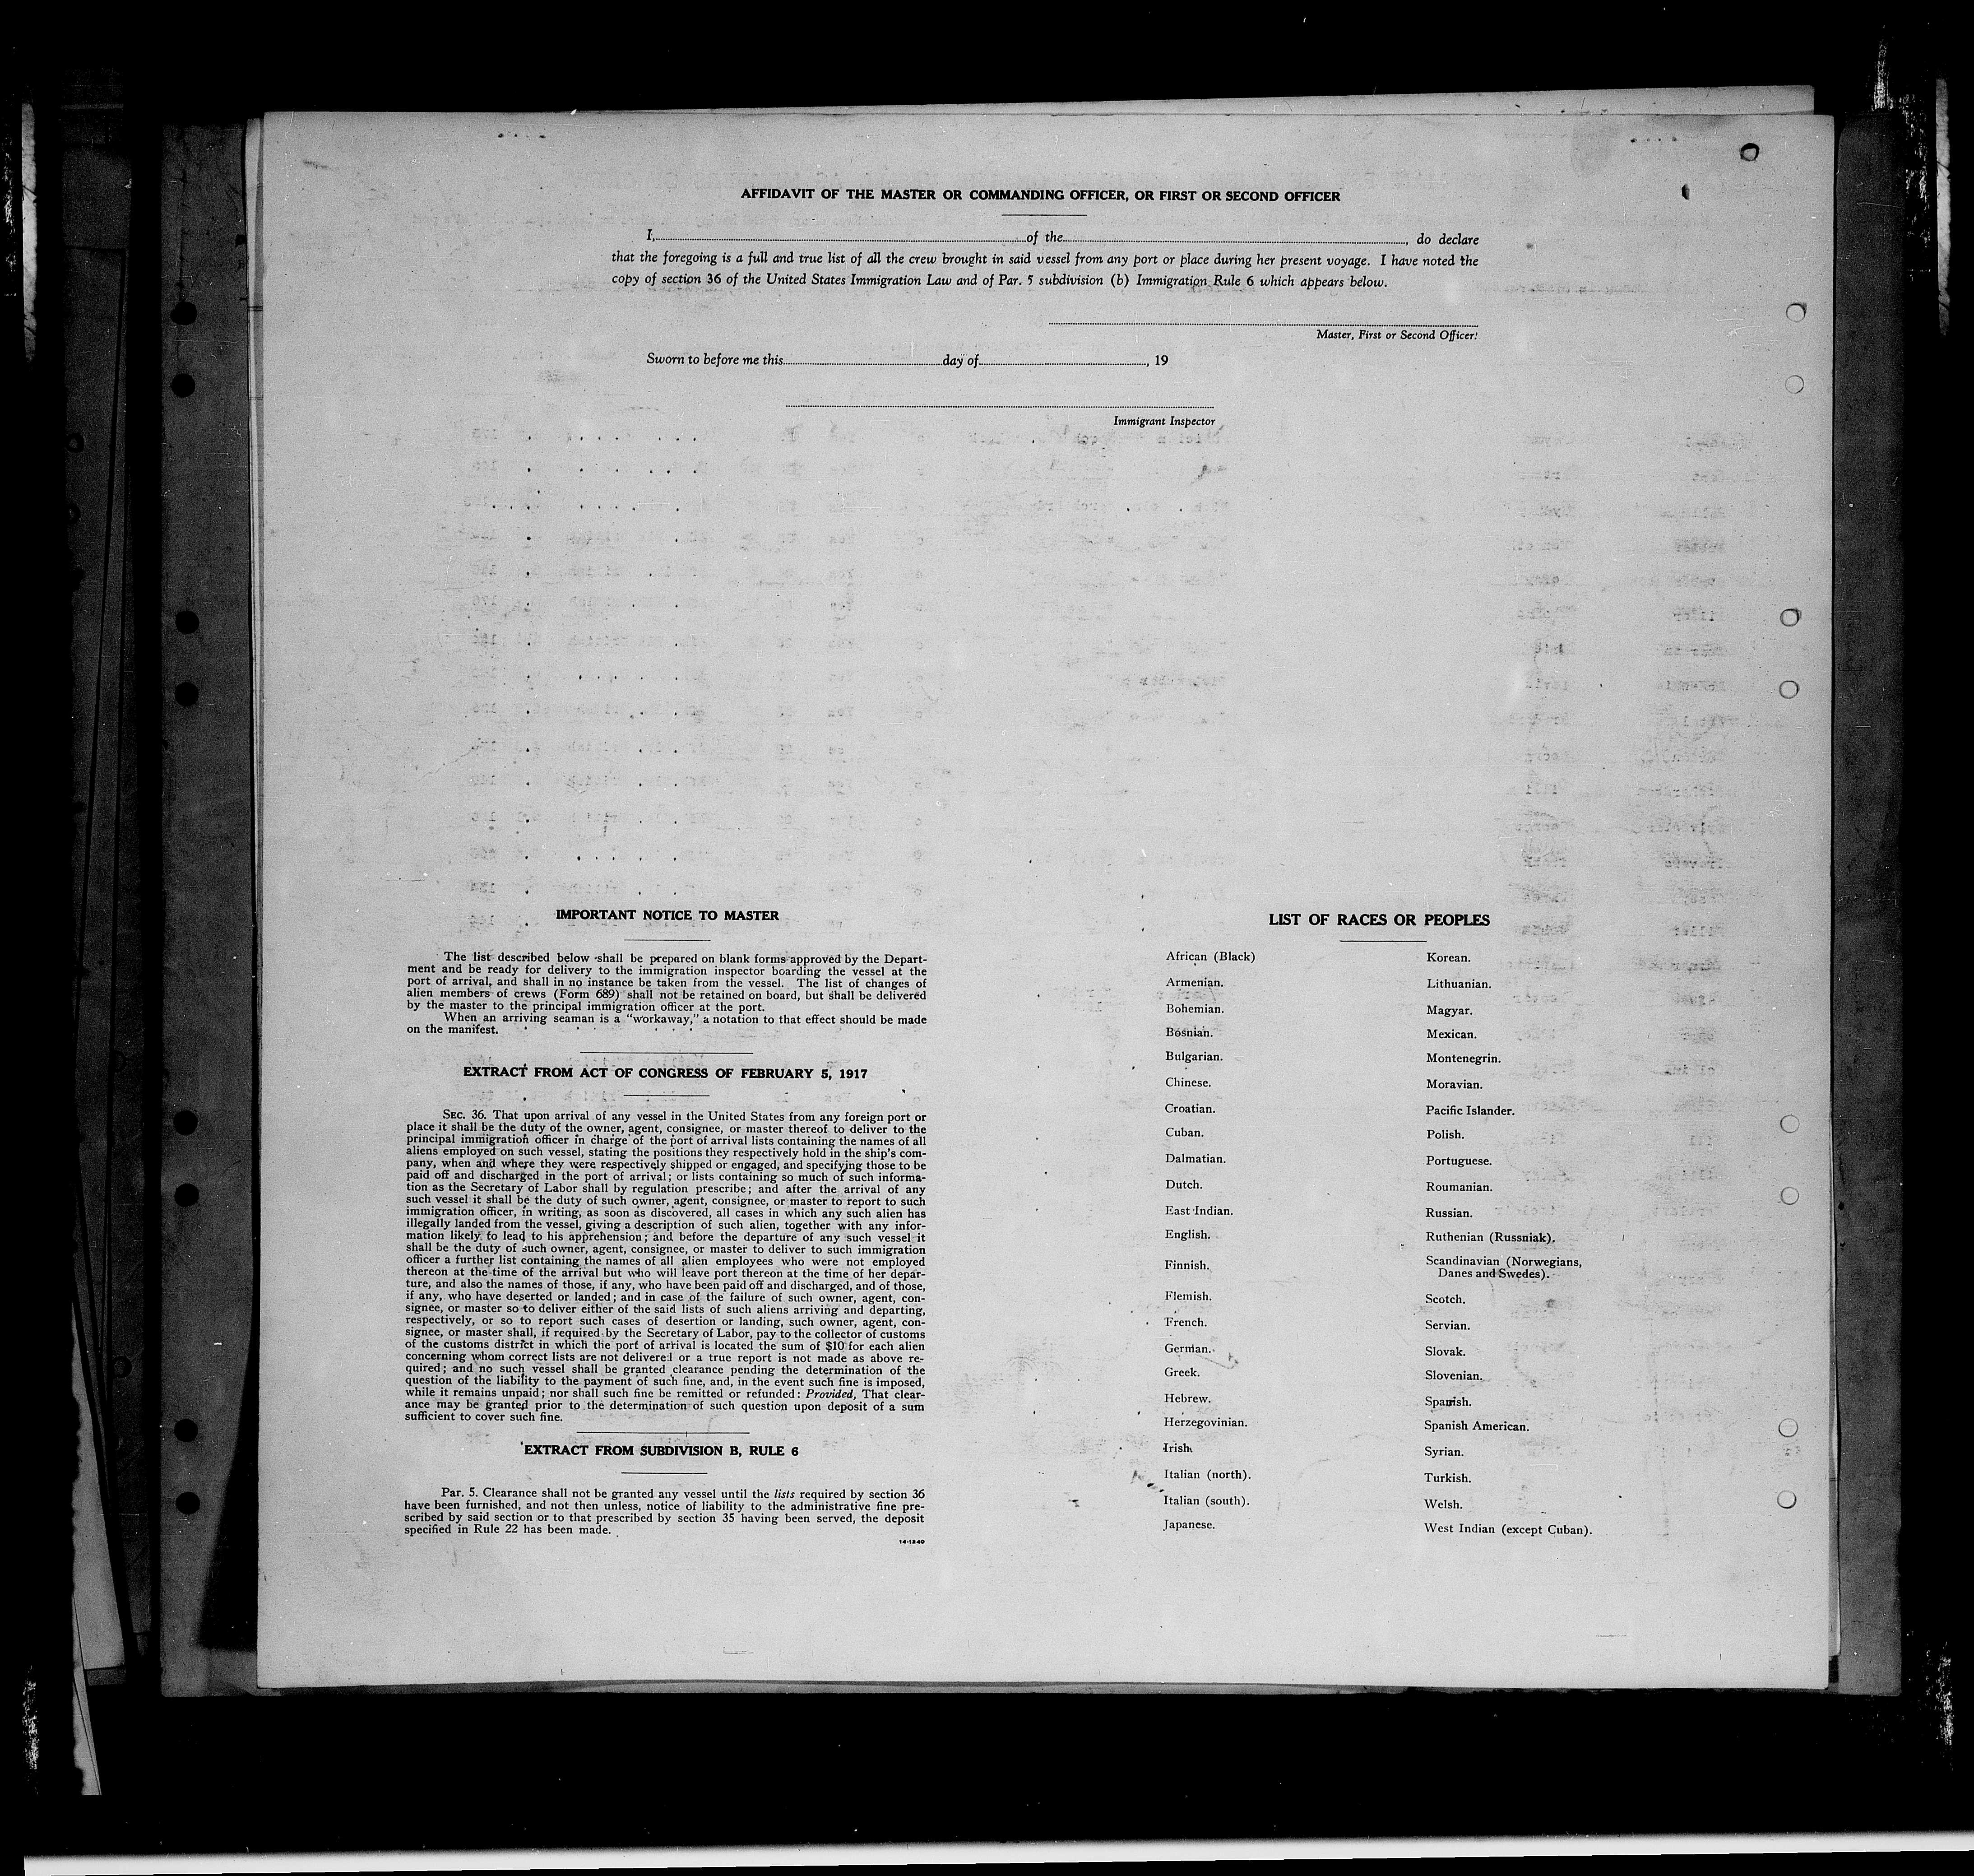 AFFIDAVIT OF THE MASTER OR COMMANDING OFFICER, OR FIRST OR SECOND OFFICER
I, of the , do declare
that the foregoing is a full and true list of all the crew brought in said vessel from any port or place during her present voyage. I have noted the
copy of section 36 of the United States Immigration Law and of Par. 5 subdivision (b) Immigration Rule 6 which appears below.
Master, First or Second Officer.
Sworn to before me this day of , 19
Immigrant Inspector
IMPORTANT NOTICE TO MASTER
The list described below shall be prepared on blank forms approved by the Depart-
ment and be ready for delivery to the immigration inspector boarding the vessel at the
port of arrival, and shall in no instance be taken from the vessel. The list of changes of
alien members of crews (Form 689) shall not be retained on board, but shall be delivered
by the master to the principal immigration officer at the port.
When an arriving seaman is a "workaway," a notation to that effect should be made
on the manifest.
EXTRACT FROM ACT OF CONGRESS OF FEBRUARY 5, 1917
SEC. 36. That upon arrival of any vessel in the United States from any foreign port or
place it shall be the duty of the owner, agent, consignee, or master thereof to deliver to the
principal immigration officer in charge of the port of arrival lists containing the names of all
aliens employed on such vessel, stating the positions they respectively hold in the ship's com-
pany, when and where they were respectively shipped or engaged, and specifying those to be
paid off and discharged in the port of arrival; or lists containing so much of such informa-
tion as the Secretary of Labor shall by regulation prescribe; and after the arrival of any
such vessel it shall be the duty of such owner, agent, consignee, or master to report to such
immigration officer, in writing, as soon as discovered, all cases in which any such alien has
illegally landed from the vessel, giving a description of such alien, together with any infor-
mation likely to lead to his apprehension; and before the departure of any such vessel it
shall be the duty of such owner, agent, consignee, or master to deliver to such immigration
officer a further list containing the names of all alien employees who were not employed
thereon at the time of the arrival but who will leave port thereon at the time of her depar-
ture, and also the names of those, if any, who have been paid off and discharged, and of those,
if any, who have deserted or landed; and in case of the failure of such owner, agent, con-
signee, or master so to deliver either of the said lists of such aliens arriving and departing,
respectively, or so to report such cases of desertion or landing, such owner, agent, con-
signee, or master shall, if required by the Secretary of Labor, pay to the collector of customs
of the customs district in which the port of arrival is located the sum of $10 for each alien
concerning whom correct lists are not delivered or a true report is not made as above re-
quired; and no such vessel shall be granted clearance pending the determination of the
question of the liability to the payment of such fine, and, in the event such fine is imposed,
while it remains unpaid; nor shall such fine be remitted or refunded: Provided, That clear-
ance may be granted prior to the determination of such question upon deposit of a sum
sufficient to cover such fine.
EXTRACT FROM SUBDIVISION B, RULE 6
Par. 5. Clearance shall not be granted any vessel until the lists required by section 36
have been furnished, and not then unless, notice of liability to the administrative fine pre-
scribed by said section or to that prescribed by section 35 having been served, the deposit
specified in Rule 22 has been made.
14-1240
LIST OF RACES OR PEOPLES
African (Black)
Armenian.
Bohemian.
Bosnian.
Bulgarian.
Chinese.
Croatian.
Cuban.
Dalmatian.
Dutch.
East Indian.
English.
Finnish.
Flemish.
French.
German.
Greek.
Hebrew.
Herzegovinian.
Irish.
Italian (north).
Italian (south).
Japanese.
Korean.
Lithuanian.
Magyar.
Mexican.
Montenegrin.
Moravian.
Pacific Islander.
Polish.
Portuguese.
Roumanian.
Russian.
Ruthenian (Russniak).
Scandinavian (Norwegians,
Danes and Swedes).
Scotch.
Servian.
Slovak.
Slovenian.
Spanish.
Spanish American.
Syrian.
Turkish.
Welsh.
West Indian (except Cuban).